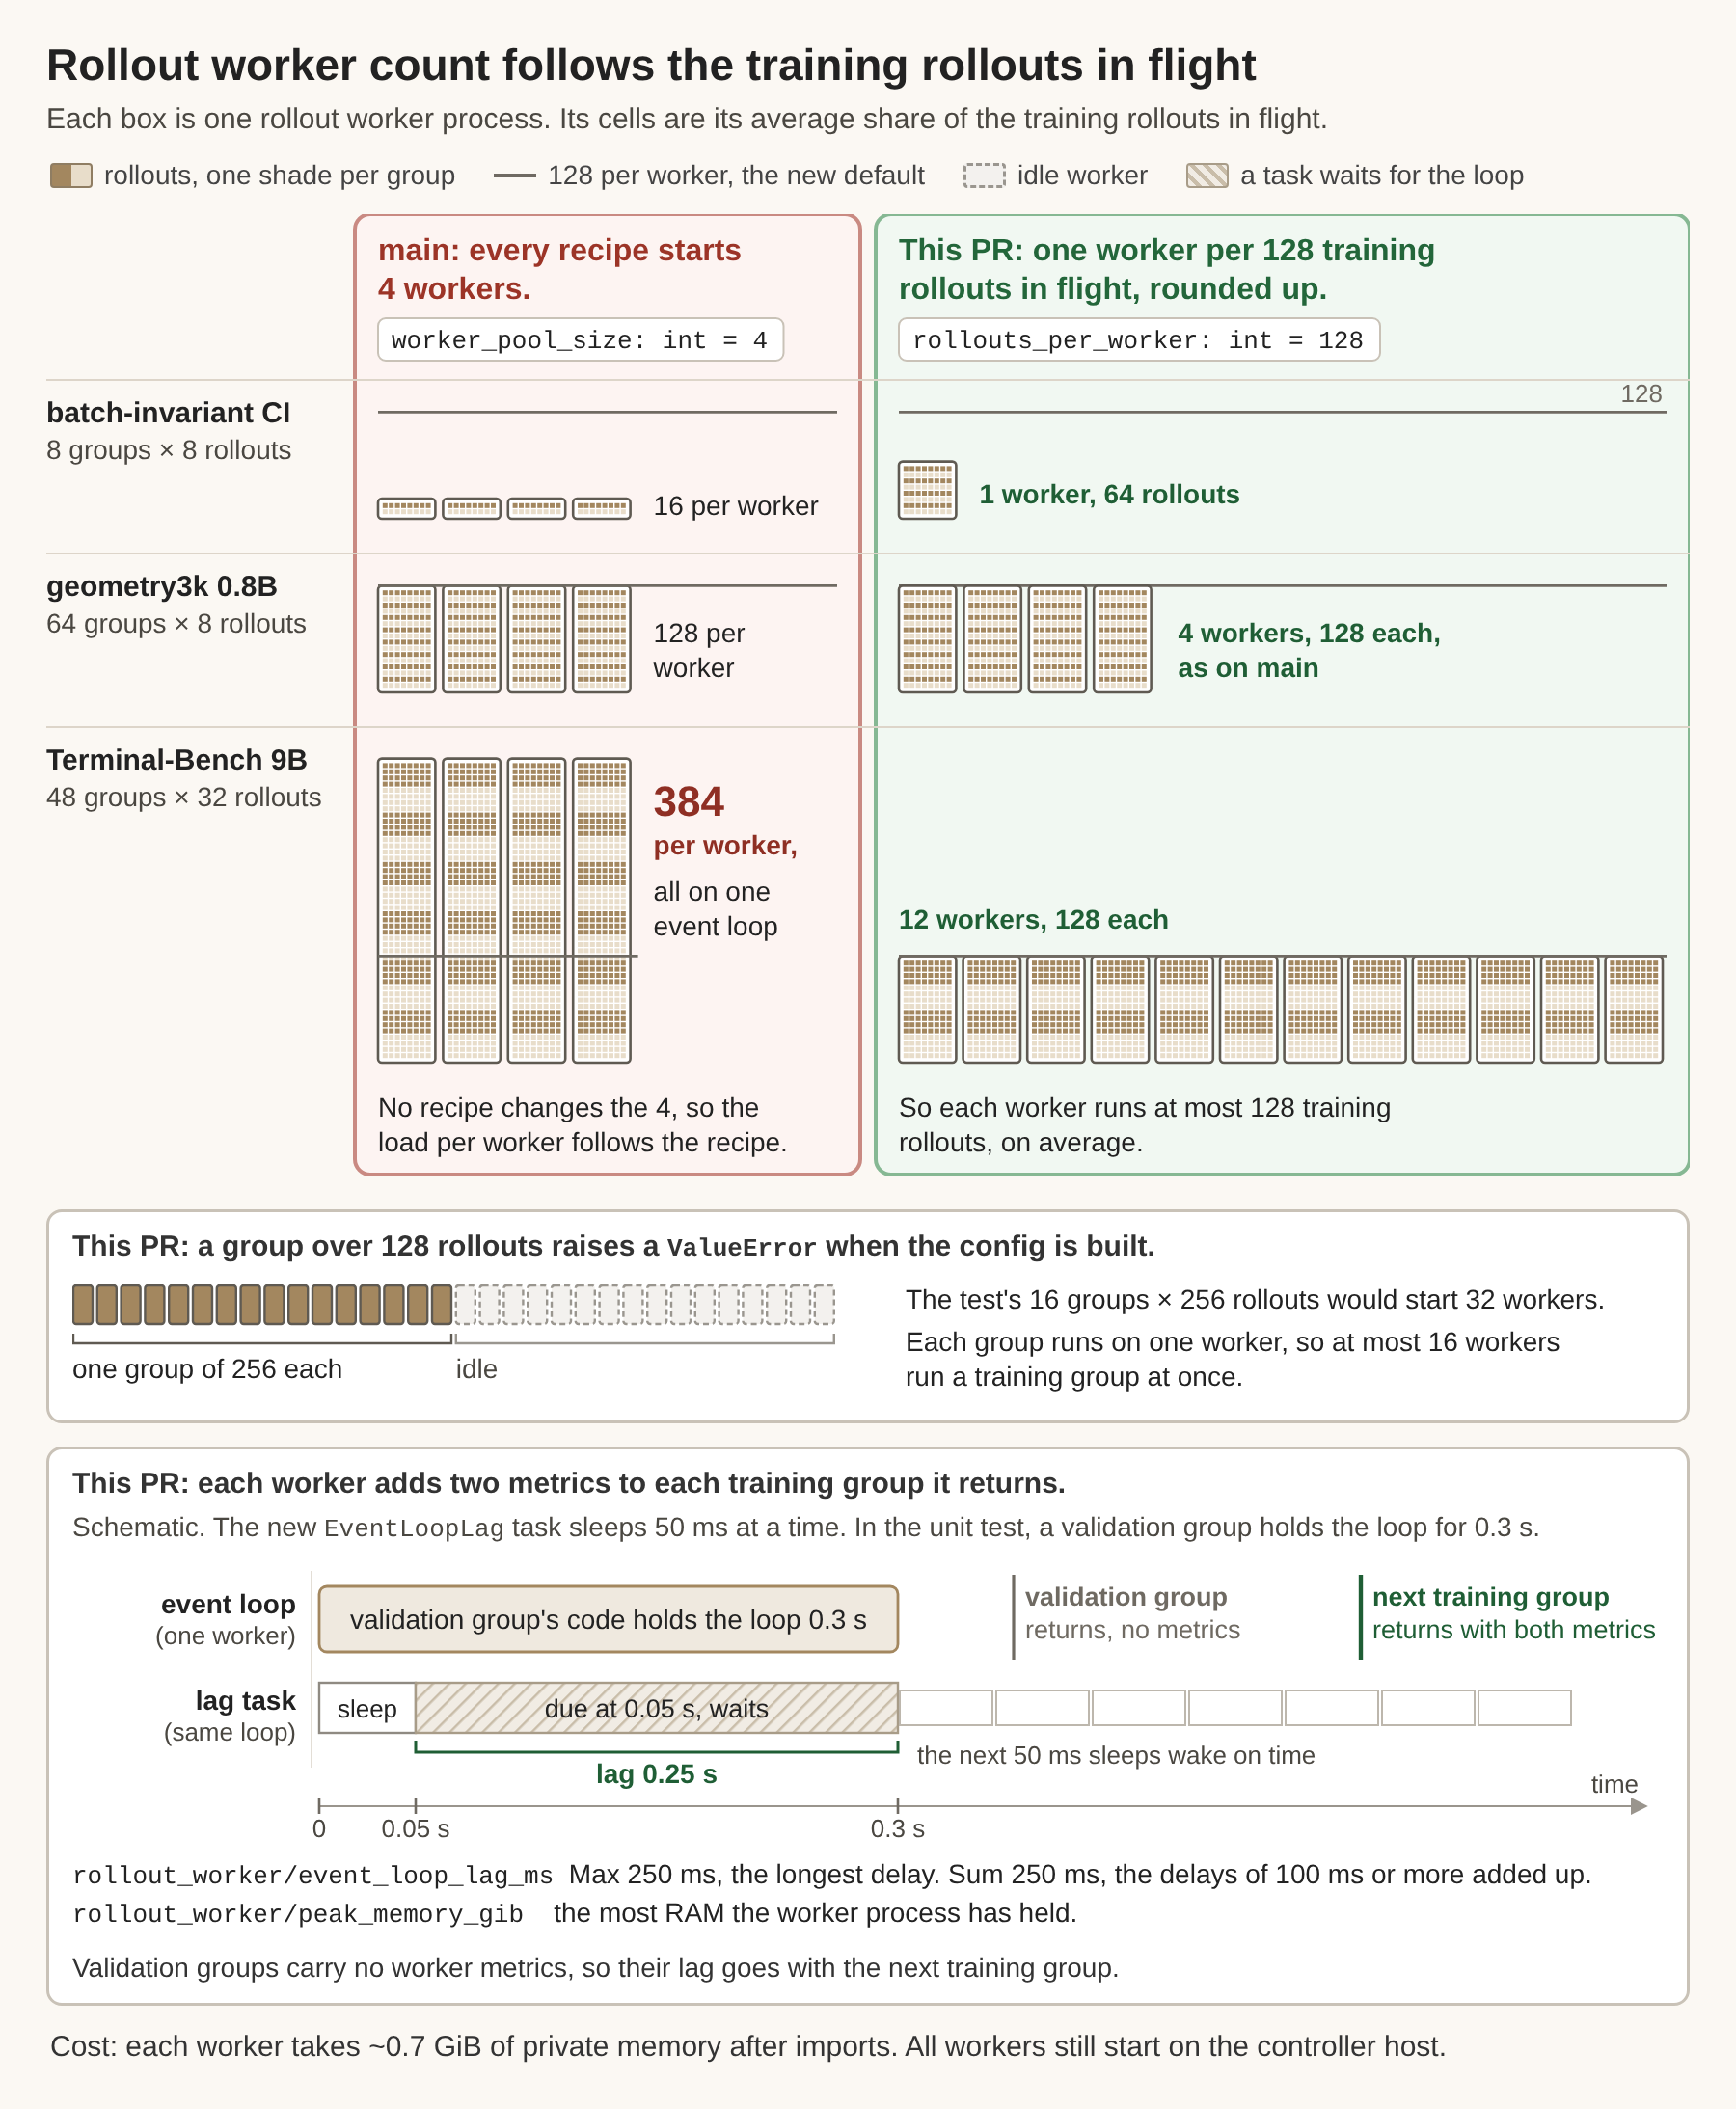 Rollout worker count follows the training rollouts in flight
Each box is one rollout worker process. Its cells are its average share of the training rollouts in flight.
rollouts, one shade per group
128 per worker, the new default
idle worker
a task waits for the loop
main: every recipe starts
4 workers.
worker_pool_size: int = 4
This PR: one worker per 128 training
rollouts in flight, rounded up.
rollouts_per_worker: int = 128
batch-invariant CI
8 groups × 8 rollouts
16 per worker
128
1 worker, 64 rollouts
geometry3k 0.8B
64 groups × 8 rollouts
128 per
worker
4 workers, 128 each,
as on main
Terminal-Bench 9B
48 groups × 32 rollouts
384
per worker,
all on one
event loop
12 workers, 128 each
No recipe changes the 4, so the
load per worker follows the recipe.
So each worker runs at most 128 training
rollouts, on average.
This PR: a group over 128 rollouts raises a ValueError when the config is built.
one group of 256 each
idle
The test's 16 groups × 256 rollouts would start 32 workers.
Each group runs on one worker, so at most 16 workers
run a training group at once.
This PR: each worker adds two metrics to each training group it returns.
Schematic. The new EventLoopLag task sleeps 50 ms at a time. In the unit test, a validation group holds the loop for 0.3 s.
event loop
(one worker)
validation group's code holds the loop 0.3 s
validation group
returns, no metrics
next training group
returns with both metrics
lag task
(same loop)
sleep
due at 0.05 s, waits
lag 0.25 s
the next 50 ms sleeps wake on time
time
0
0.05 s
0.3 s
rollout_worker/event_loop_lag_ms Max 250 ms, the longest delay. Sum 250 ms, the delays of 100 ms or more added up.
rollout_worker/peak_memory_gib the most RAM the worker process has held.
Validation groups carry no worker metrics, so their lag goes with the next training group.
Cost: each worker takes ~0.7 GiB of private memory after imports. All workers still start on the controller host.